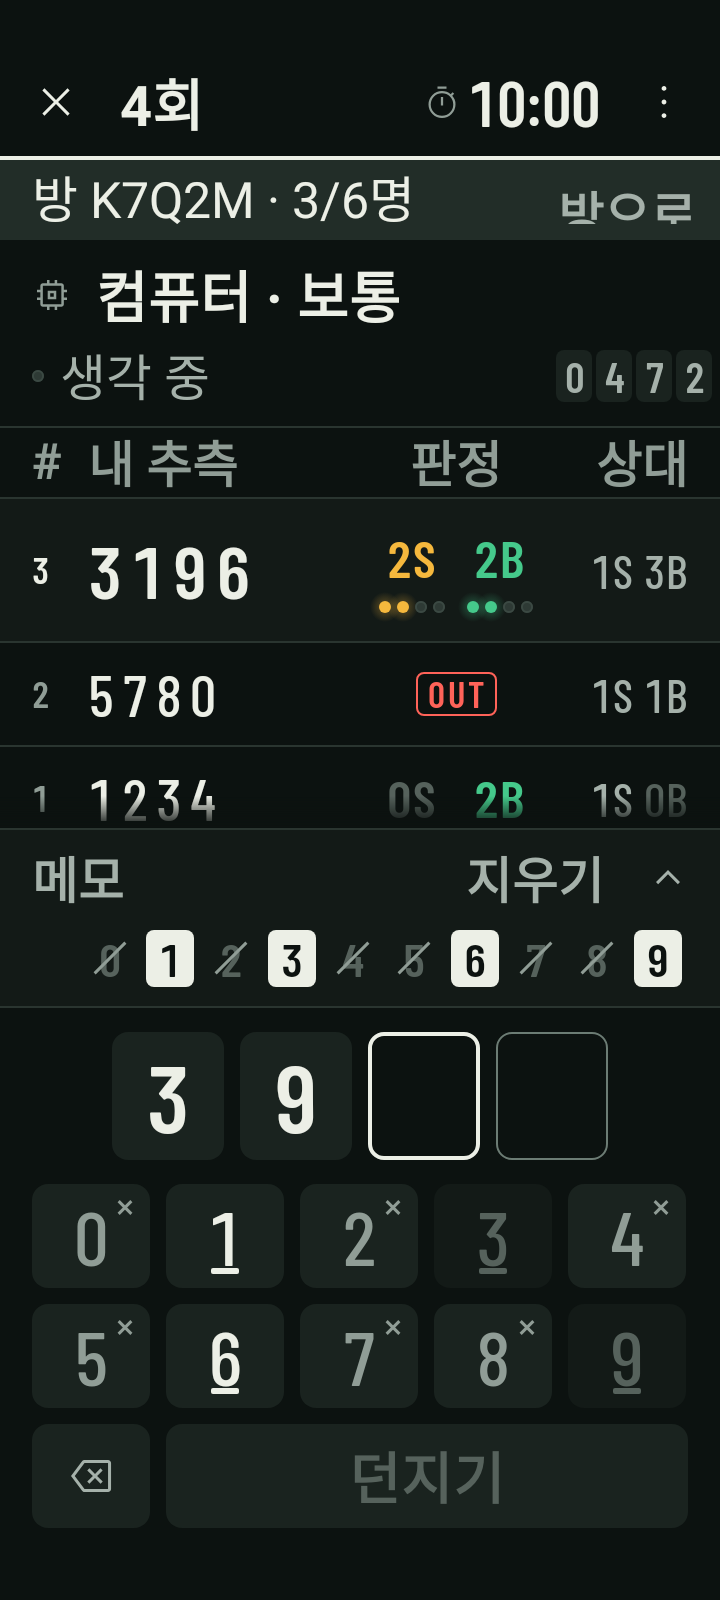 4회 10:00
방 K7Q2M · 3/6명
컴퓨터 · 보통
생각 중 0 4 7 2
# 내 추측 판정 상대
3 3196 2S 2B 1S 3B
2 5780 OUT 1S 1B
1 1234 0S 2B 1S 0B
메모 지우기
0 1 2 3 4 5 6 7 8 9
3 9
0 1 2 3 4
5 6 7 8 9
던지기